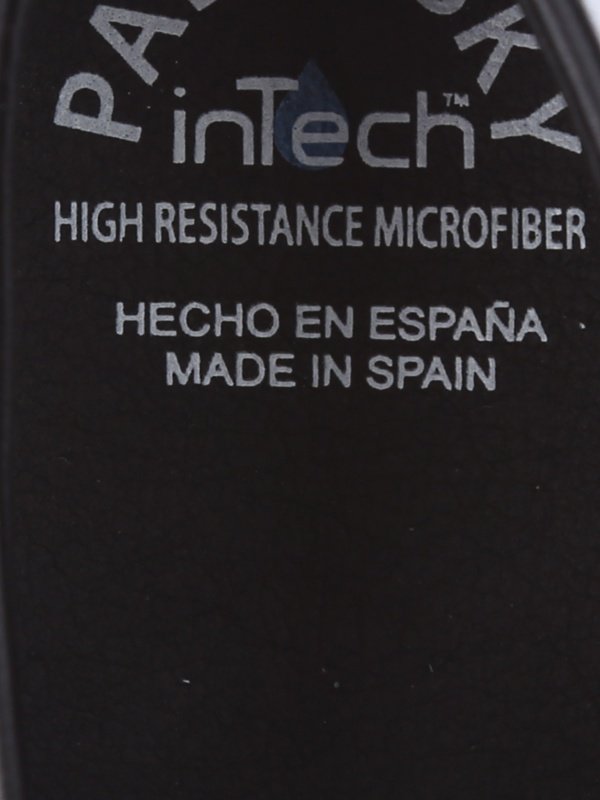 inTech™
HIGH RESISTANCE MICROFIBER
HECHO EN ESPAÑA
MADE IN SPAIN